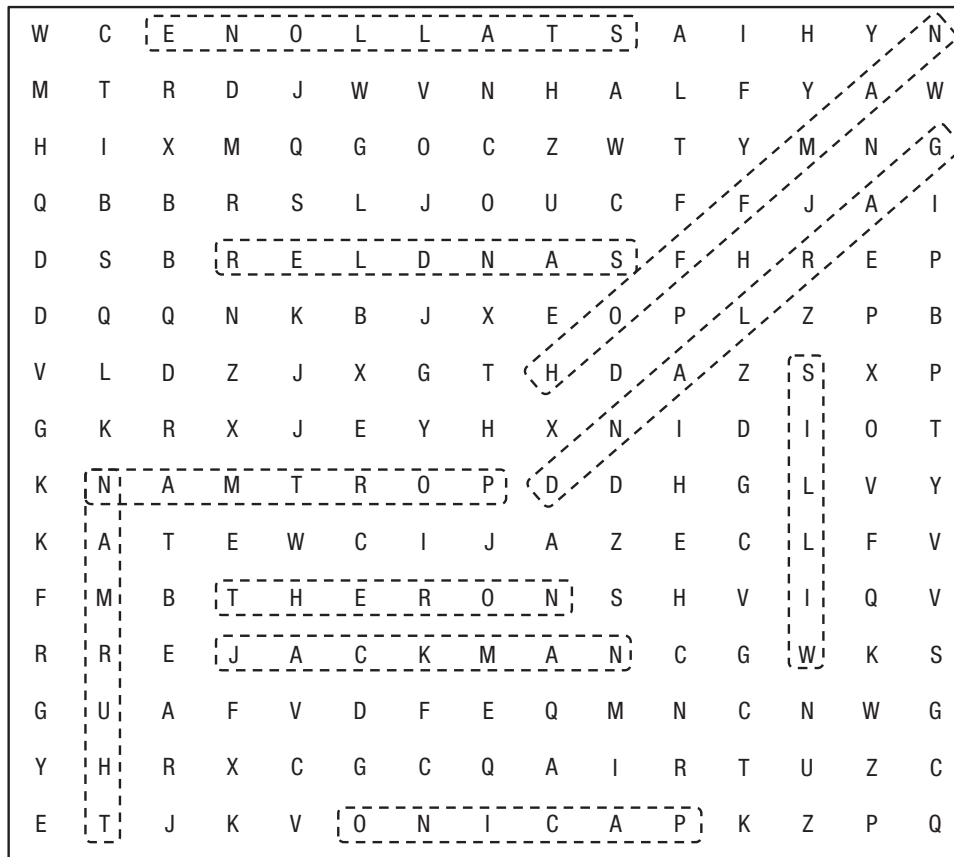 W C E N O L L A T S A I H Y N
M T R D J W V N H A L F Y A W
H I X M Q G O C Z W T Y M N G
Q B B R S L J O U C F F J A I
D S B R E L D N A S F H R E P
D Q Q N K B J X E O P L Z P B
V L D Z J X G T H D A Z S X P
G K R X J E Y H X N I D I O T
K N A M T R O P D D H G L V Y
K A T E W C I J A Z E C L F V
F M B T H E R O N S H V I Q V
R R E J A C K M A N C G W K S
G U A F V D F E Q M N C N W G
Y H R X C G C Q A I R T U Z C
E T J K V O N I C A P K Z P Q